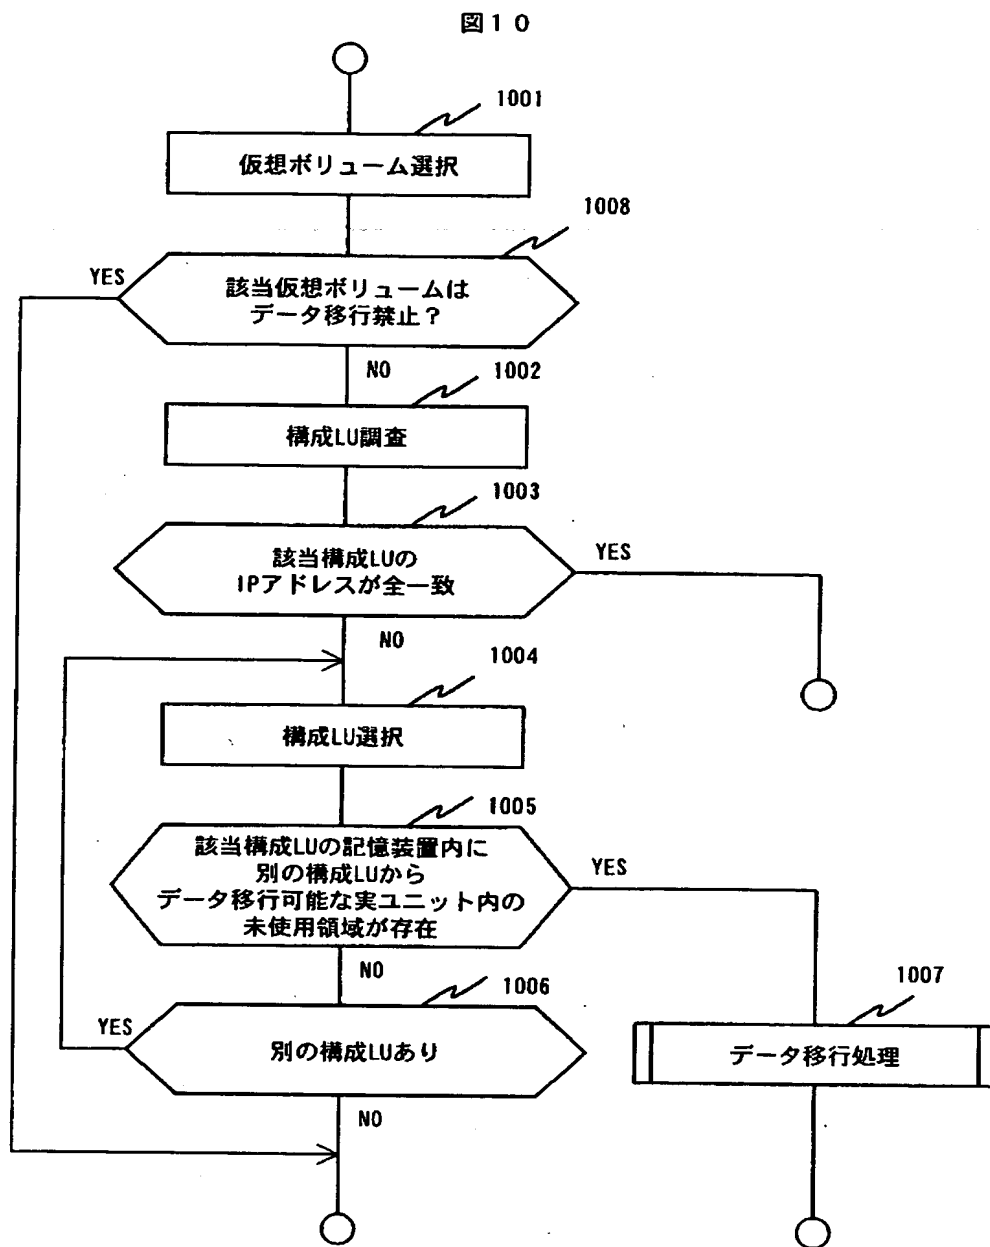 図10
1001
仮想ボリューム選択
1008
YES
該当仮想ボリュームは
データ移行禁止?
NO
1002
構成LU調査
1003
該当構成LUの
IPアドレスが全一致
YES
NO
1004
構成LU選択
1005
該当構成LUの記憶装置内に
別の構成LUから
データ移行可能な実ユニット内の
未使用領域が存在
YES
NO
1006
YES
別の構成LUあり
1007
データ移行処理
NO